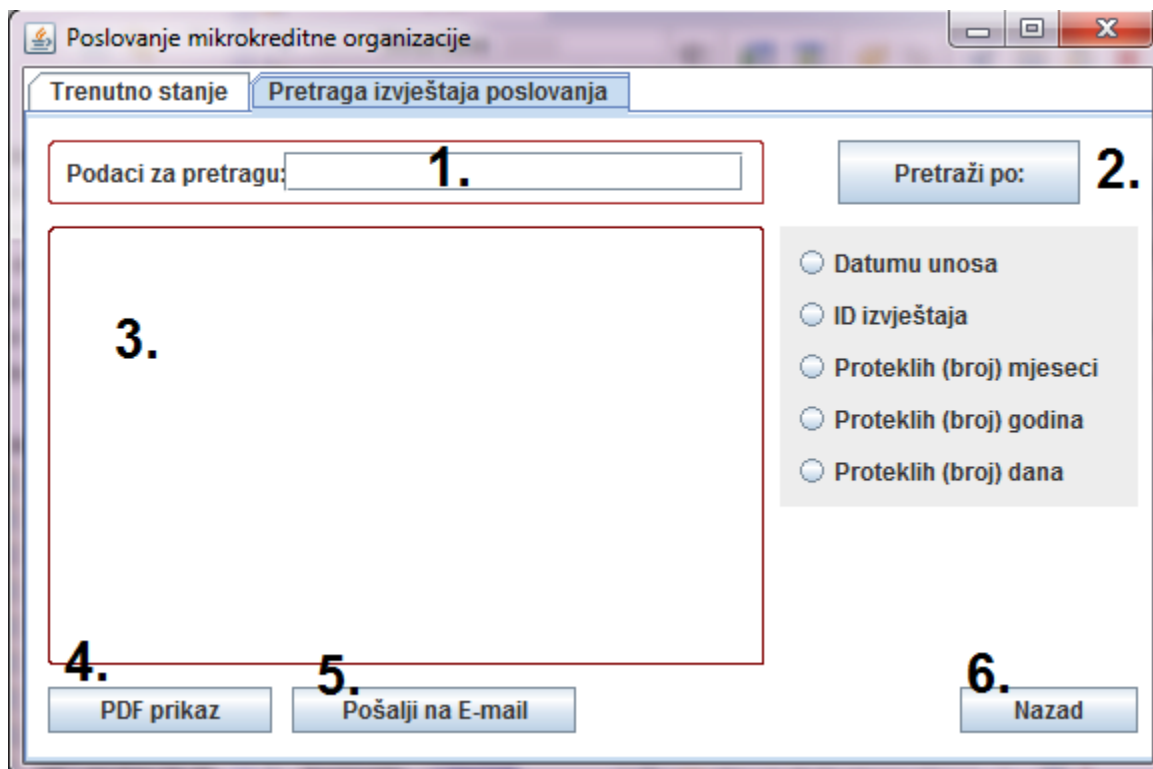 Poslovanje mikrokreditne organizacije
Trenutno stanje
Pretraga izvještaja poslovanja
Podaci za pretragu:
1.
Pretraži po:
2.
3.
Datumu unosa
ID izvještaja
Proteklih (broj) mjeseci
Proteklih (broj) godina
Proteklih (broj) dana
4.
PDF prikaz
5.
Pošalji na E-mail
6.
Nazad